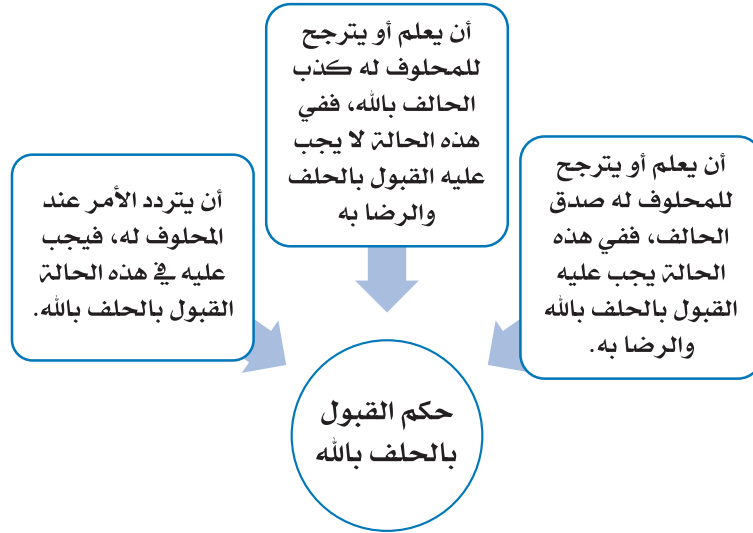 أن يعلم أو يترجح
للمحلوف له صدق
الحالف، ففي هذه
الحالة يجب عليه
القبول بالحلف بالله
والرضا به.
أن يعلم أو يترجح
للمحلوف له كذب
الحالف بالله، ففي
هذه الحالة لا يجب
عليه القبول بالحلف
والرضا به
أن يتردد الأمر عند
المحلوف له، فيجب
عليه في هذه الحالة
القبول بالحلف بالله.
حكم القبول
بالحلف بالله